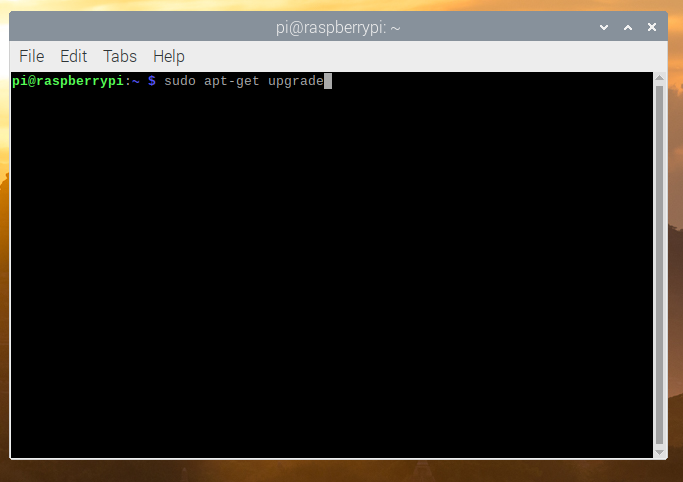 pi@raspberrypi: ~
File Edit Tabs Help
pi@raspberrypi:~ $ sudo apt-get upgrade